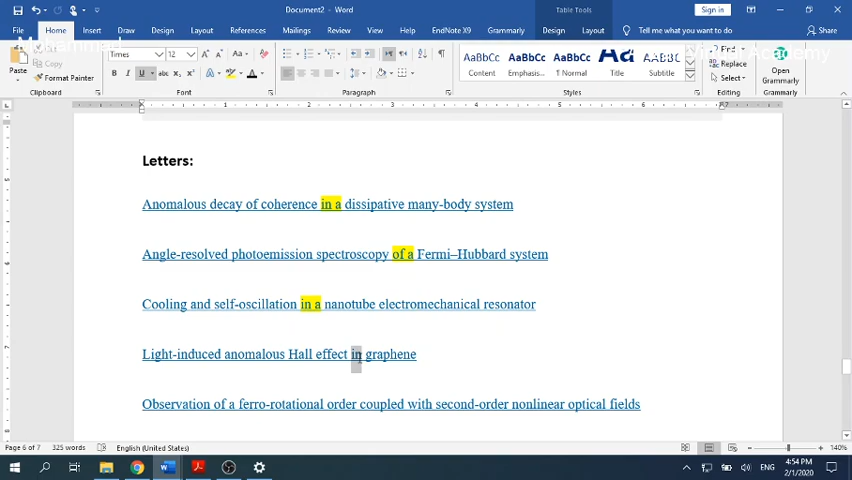 Document2 - Word
Table Tools
Sign in
File Home Insert Draw Design Layout References Mailings Review View Help EndNote X9 Grammarly Design Layout Tell me what you want to do Share
Academy
Paste
Format Painter
Times 12 Aa
B I U abc
Clipboard Font Paragraph Styles Editing Grammarly
AaBbCc AaBbCc AaBbCc Aa AABBC
Content Emphasis... ¶ Normal Title Subtitle
Find
Replace
Select
Open
Grammarly
Letters:
Anomalous decay of coherence in a dissipative many-body system
Angle-resolved photoemission spectroscopy of a Fermi–Hubbard system
Cooling and self-oscillation in a nanotube electromechanical resonator
Light-induced anomalous Hall effect in graphene
Observation of a ferro-rotational order coupled with second-order nonlinear optical fields
Page 6 of 7 325 words English (United States) 140%
ENG
4:54 PM
2/1/2020